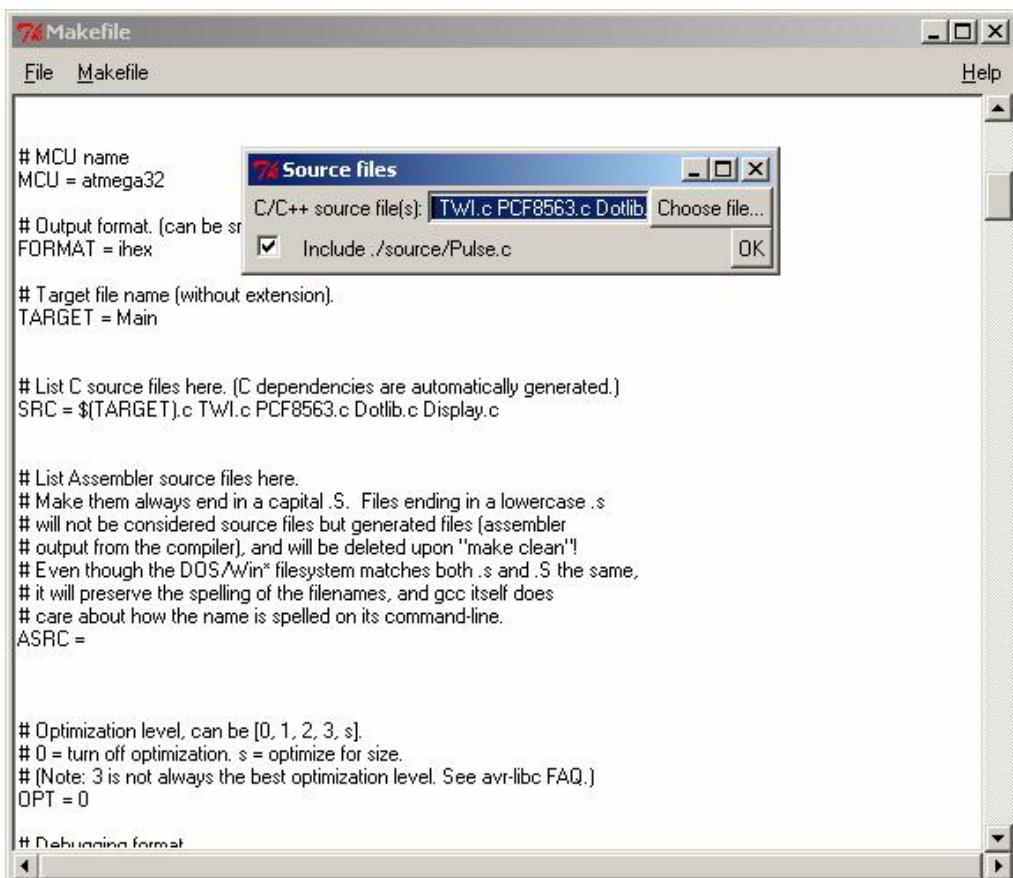 Makefile
File Makefile Help
# MCU name
MCU = atmega32
Source files
C/C++ source file(s): TWI.c PCF8563.c Dotlib. Choose file...
Include ./source/Pulse.c OK
# Output format. (can be sr
FORMAT = ihex
# Target file name (without extension).
TARGET = Main
# List C source files here. (C dependencies are automatically generated.)
SRC = $(TARGET).c TWI.c PCF8563.c Dotlib.c Display.c
# List Assembler source files here.
# Make them always end in a capital .S. Files ending in a lowercase .s
# will not be considered source files but generated files (assembler
# output from the compiler), and will be deleted upon "make clean"!
# Even though the DOS/Win* filesystem matches both .s and .S the same,
# it will preserve the spelling of the filenames, and gcc itself does
# care about how the name is spelled on its command-line.
ASRC =
# Optimization level, can be [0, 1, 2, 3, s].
# 0 = turn off optimization. s = optimize for size.
# (Note: 3 is not always the best optimization level. See avr-libc FAQ.)
OPT = 0
# Debugging format